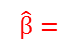 β̂ =